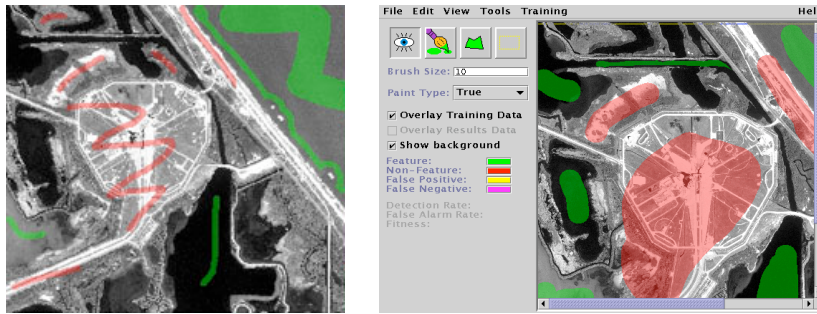 File Edit View Tools Training Hel
Brush Size: 10
Paint Type: True
Overlay Training Data
Overlay Results Data
Show background
Feature:
Non-Feature:
False Positive:
False Negative:
Detection Rate:
False Alarm Rate:
Fitness: